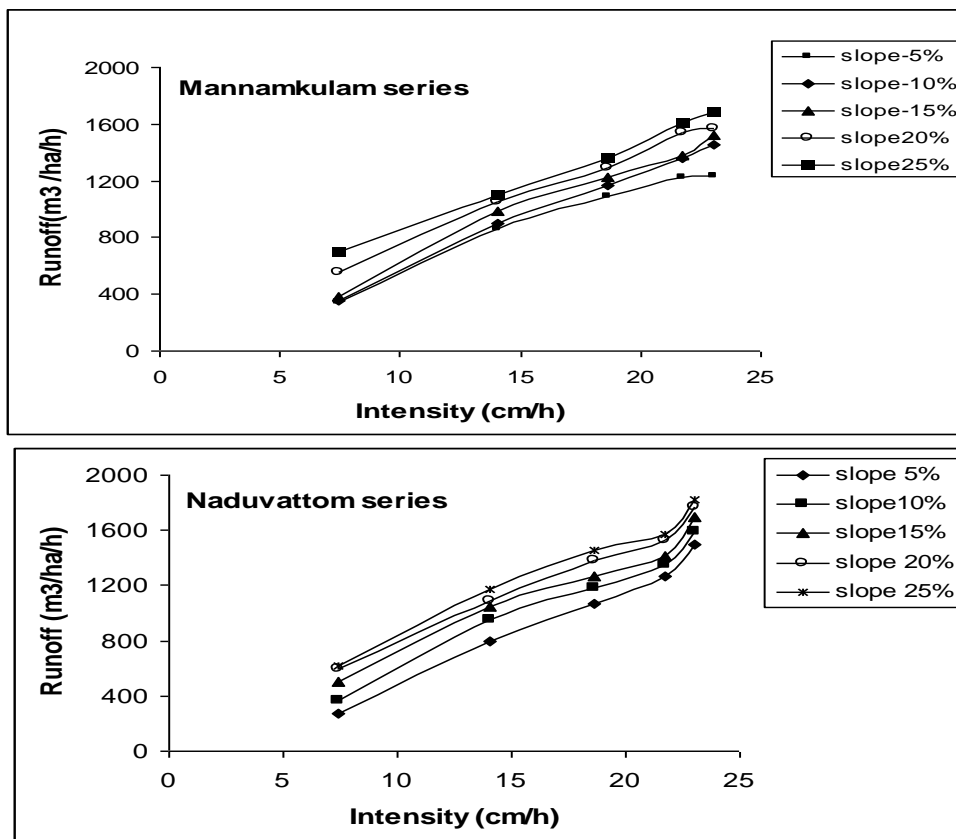 Mannamkulam series
slope-5%
slope-10%
slope-15%
slope20%
slope25%
Runoff(m3/ha/h)
2000
1600
1200
800
400
0
0 5 10 15 20 25
Intensity (cm/h)
Naduvattom series
slope 5%
slope10%
slope15%
slope 20%
slope 25%
Runoff (m3/ha/h)
2000
1600
1200
800
400
0
0 5 10 15 20 25
Intensity (cm/h)